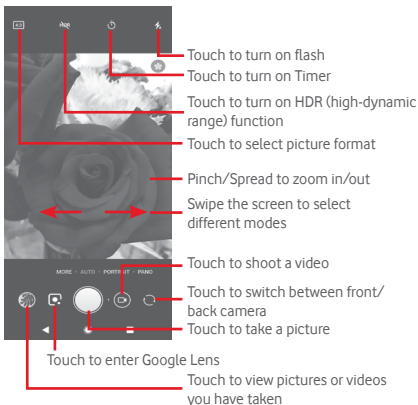 4:3 HDR
Touch to turn on flash
Touch to turn on Timer
Touch to turn on HDR (high-dynamic
range) function
Touch to select picture format
Pinch/Spread to zoom in/out
Swipe the screen to select
different modes
MORE • AUTO • PORTRAIT • PANO
Touch to shoot a video
Touch to switch between front/
back camera
Touch to take a picture
Touch to enter Google Lens
Touch to view pictures or videos
you have taken